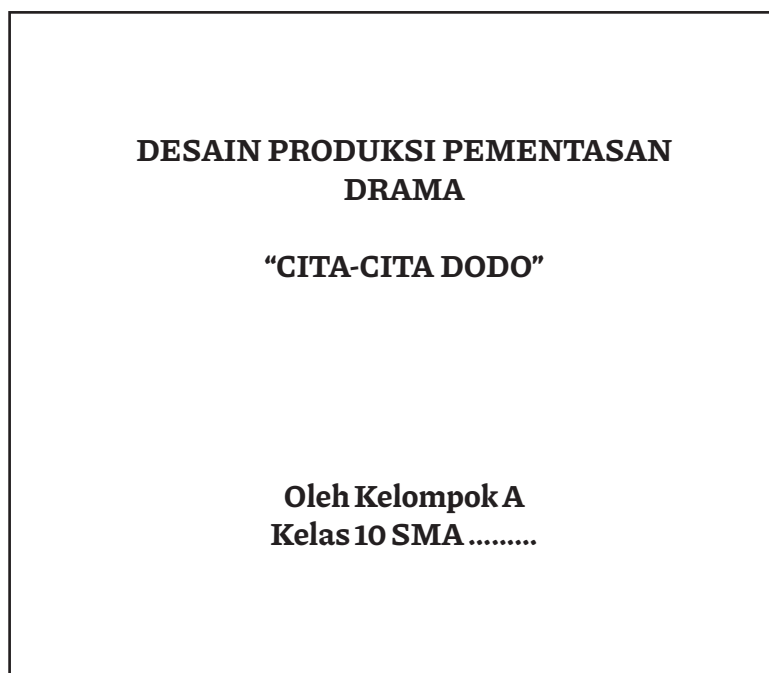 DESAIN PRODUKSI PEMENTASAN
DRAMA
“CITA-CITA DODO”
Oleh Kelompok A
Kelas 10 SMA .........